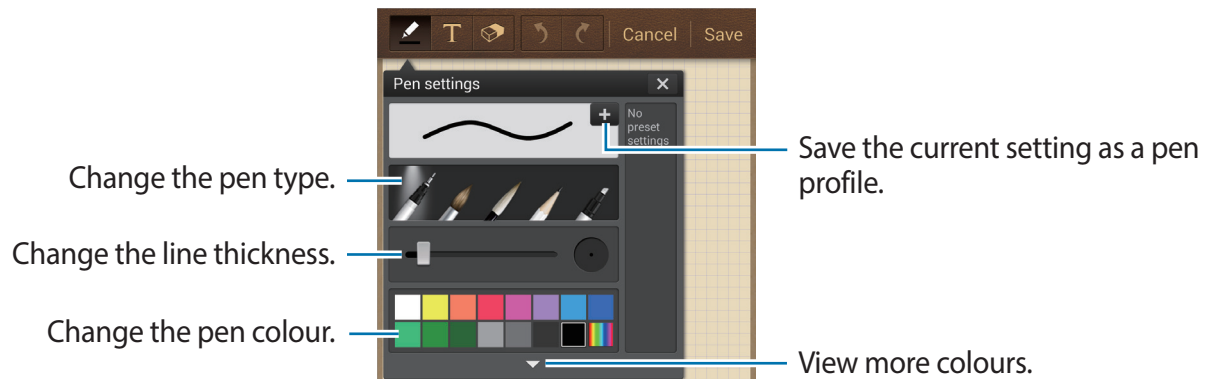 T
Cancel
Save
Pen settings
No
preset
settings
Save the current setting as a pen
profile.
Change the pen type.
Change the line thickness.
Change the pen colour.
View more colours.